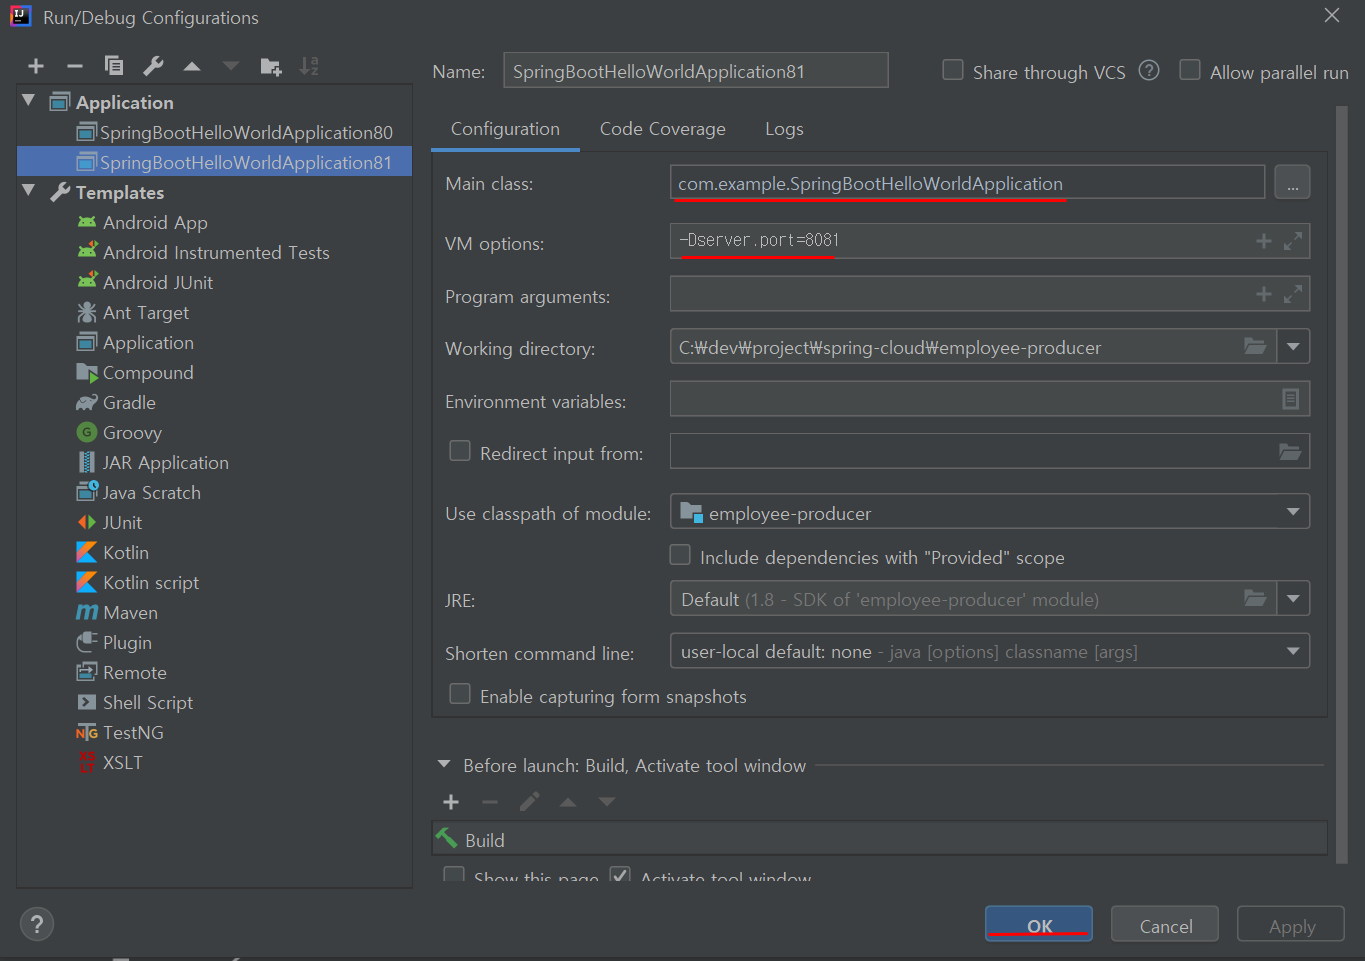 Run/Debug Configurations
Name: SpringBootHelloWorldApplication81 Share through VCS ? Allow parallel run
Application
SpringBootHelloWorldApplication80
SpringBootHelloWorldApplication81
Templates
Android App
Android Instrumented Tests
Android JUnit
Ant Target
Application
Compound
Gradle
Groovy
JAR Application
Java Scratch
JUnit
Kotlin
Kotlin script
Maven
Plugin
Remote
Shell Script
TestNG
XSLT
Configuration Code Coverage Logs
Main class: com.example.SpringBootHelloWorldApplication ...
VM options: -Dserver.port=8081
Program arguments:
Working directory: C:₩dev₩project₩spring-cloud₩employee-producer
Environment variables:
Redirect input from:
Use classpath of module: employee-producer
Include dependencies with "Provided" scope
JRE: Default (1.8 - SDK of 'employee-producer' module)
Shorten command line: user-local default: none - java [options] classname [args]
Enable capturing form snapshots
Before launch: Build, Activate tool window
Build
Show this page Activate tool window
? OK Cancel Apply